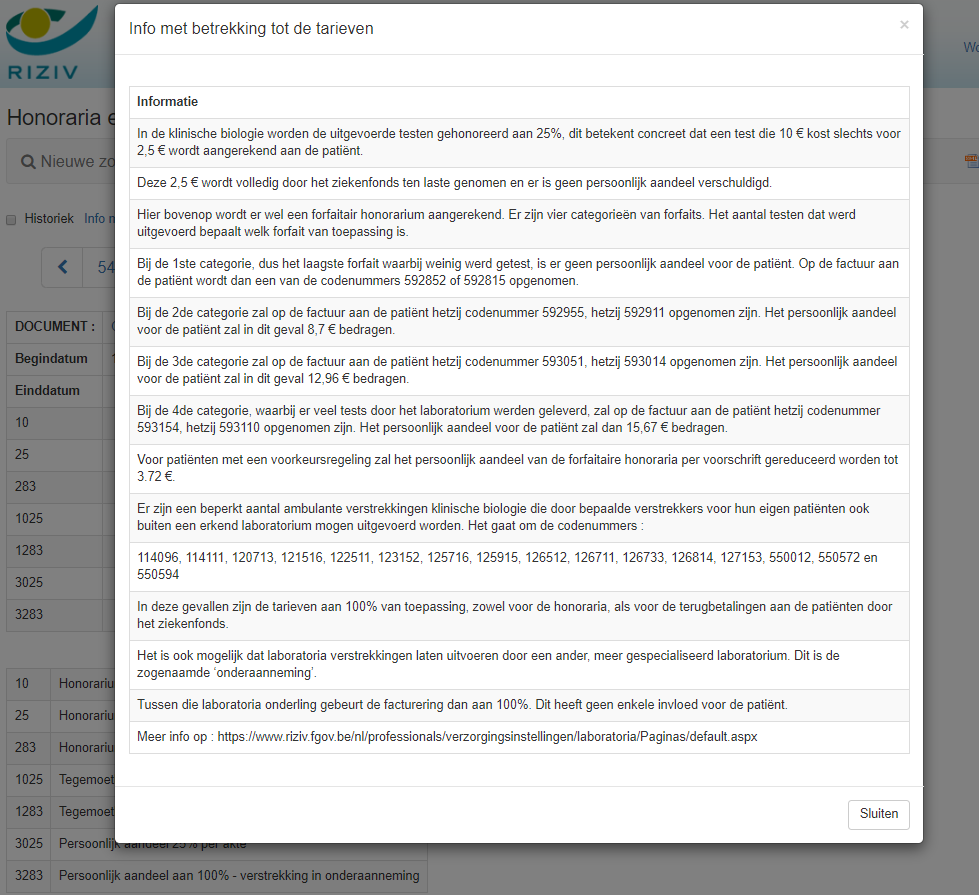 RIZIV
Info met betrekking tot de tarieven
×
Honoraria
Nieuwe
Historiek Info
54
DOCUMENT :
Begindatum
Einddatum
10
25
283
1025
1283
3025
3283
Informatie
In de klinische biologie worden de uitgevoerde testen gehonoreerd aan 25%, dit betekent concreet dat een test die 10 € kost slechts voor
2,5 € wordt aangerekend aan de patiënt.
Deze 2,5 € wordt volledig door het ziekenfonds ten laste genomen en er is geen persoonlijk aandeel verschuldigd.
Hier bovenop wordt er wel een forfaitair honorarium aangerekend. Er zijn vier categorieën van forfaits. Het aantal testen dat werd
uitgevoerd bepaalt welk forfait van toepassing is.
Bij de 1ste categorie, dus het laagste forfait waarbij weinig werd getest, is er geen persoonlijk aandeel voor de patiënt. Op de factuur aan
de patiënt wordt dan een van de codenummers 592852 of 592815 opgenomen.
Bij de 2de categorie zal op de factuur aan de patiënt hetzij codenummer 592955, hetzij 592911 opgenomen zijn. Het persoonlijk aandeel
voor de patiënt zal in dit geval 8,7 € bedragen.
Bij de 3de categorie zal op de factuur aan de patiënt hetzij codenummer 593051, hetzij 593014 opgenomen zijn. Het persoonlijk aandeel
voor de patiënt zal in dit geval 12,96 € bedragen.
Bij de 4de categorie, waarbij er veel tests door het laboratorium werden geleverd, zal op de factuur aan de patiënt hetzij codenummer
593154, hetzij 593110 opgenomen zijn. Het persoonlijk aandeel voor de patiënt zal dan 15,67 € bedragen.
Voor patiënten met een voorkeursregeling zal het persoonlijk aandeel van de forfaitaire honoraria per voorschrift gereduceerd worden tot
3.72 €.
Er zijn een beperkt aantal ambulante verstrekkingen klinische biologie die door bepaalde verstrekkers voor hun eigen patiënten ook
buiten een erkend laboratorium mogen uitgevoerd worden. Het gaat om de codenummers :
114096, 114111, 120713, 121516, 122511, 123152, 125716, 125915, 126512, 126711, 126733, 126814, 127153, 550012, 550572 en
550594
In deze gevallen zijn de tarieven aan 100% van toepassing, zowel voor de honoraria, als voor de terugbetalingen aan de patiënten door
het ziekenfonds.
Het is ook mogelijk dat laboratoria verstrekkingen laten uitvoeren door een ander, meer gespecialiseerd laboratorium. Dit is de
zogenaamde ‘onderaanneming’.
Tussen die laboratoria onderling gebeurt de facturering dan aan 100%. Dit heeft geen enkele invloed voor de patiënt.
Meer info op : https://www.riziv.fgov.be/nl/professionals/verzorgingsinstellingen/laboratoria/Paginas/default.aspx
Sluiten
10 Honorariu
25 Honorariu
283 Honorariu
1025 Tegemoet
1283 Tegemoet
3025 Persoonlijk aandeel 25% per akte
3283 Persoonlijk aandeel aan 100% - verstrekking in onderaanneming